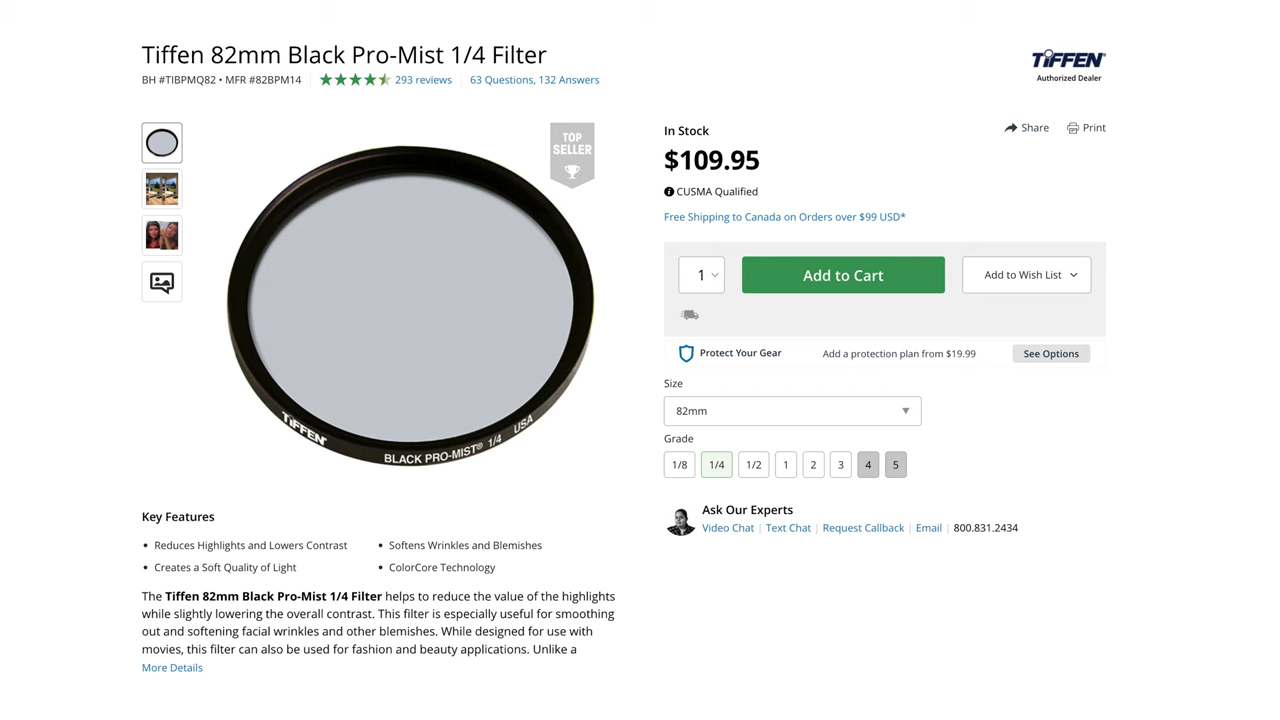 Tiffen 82mm Black Pro-Mist 1/4 Filter
BH #TIBPMQ82 • MFR #82BPM14
293 reviews
63 Questions, 132 Answers
TiFFEN®
Authorized Dealer
TOP
SELLER
TiFFEN®
BLACK PRO-MIST® 1/4
USA
In Stock
Share
Print
$109.95
CUSMA Qualified
Free Shipping to Canada on Orders over $99 USD*
1
Add to Cart
Add to Wish List
Protect Your Gear
Add a protection plan from $19.99
See Options
Size
82mm
Grade
1/8 1/4 1/2 1 2 3 4 5
Ask Our Experts
Video Chat | Text Chat | Request Callback | Email | 800.831.2434
Key Features
• Reduces Highlights and Lowers Contrast
• Softens Wrinkles and Blemishes
• Creates a Soft Quality of Light
• ColorCore Technology
The Tiffen 82mm Black Pro-Mist 1/4 Filter helps to reduce the value of the highlights
while slightly lowering the overall contrast. This filter is especially useful for smoothing
out and softening facial wrinkles and other blemishes. While designed for use with
movies, this filter can also be used for fashion and beauty applications. Unlike a
More Details